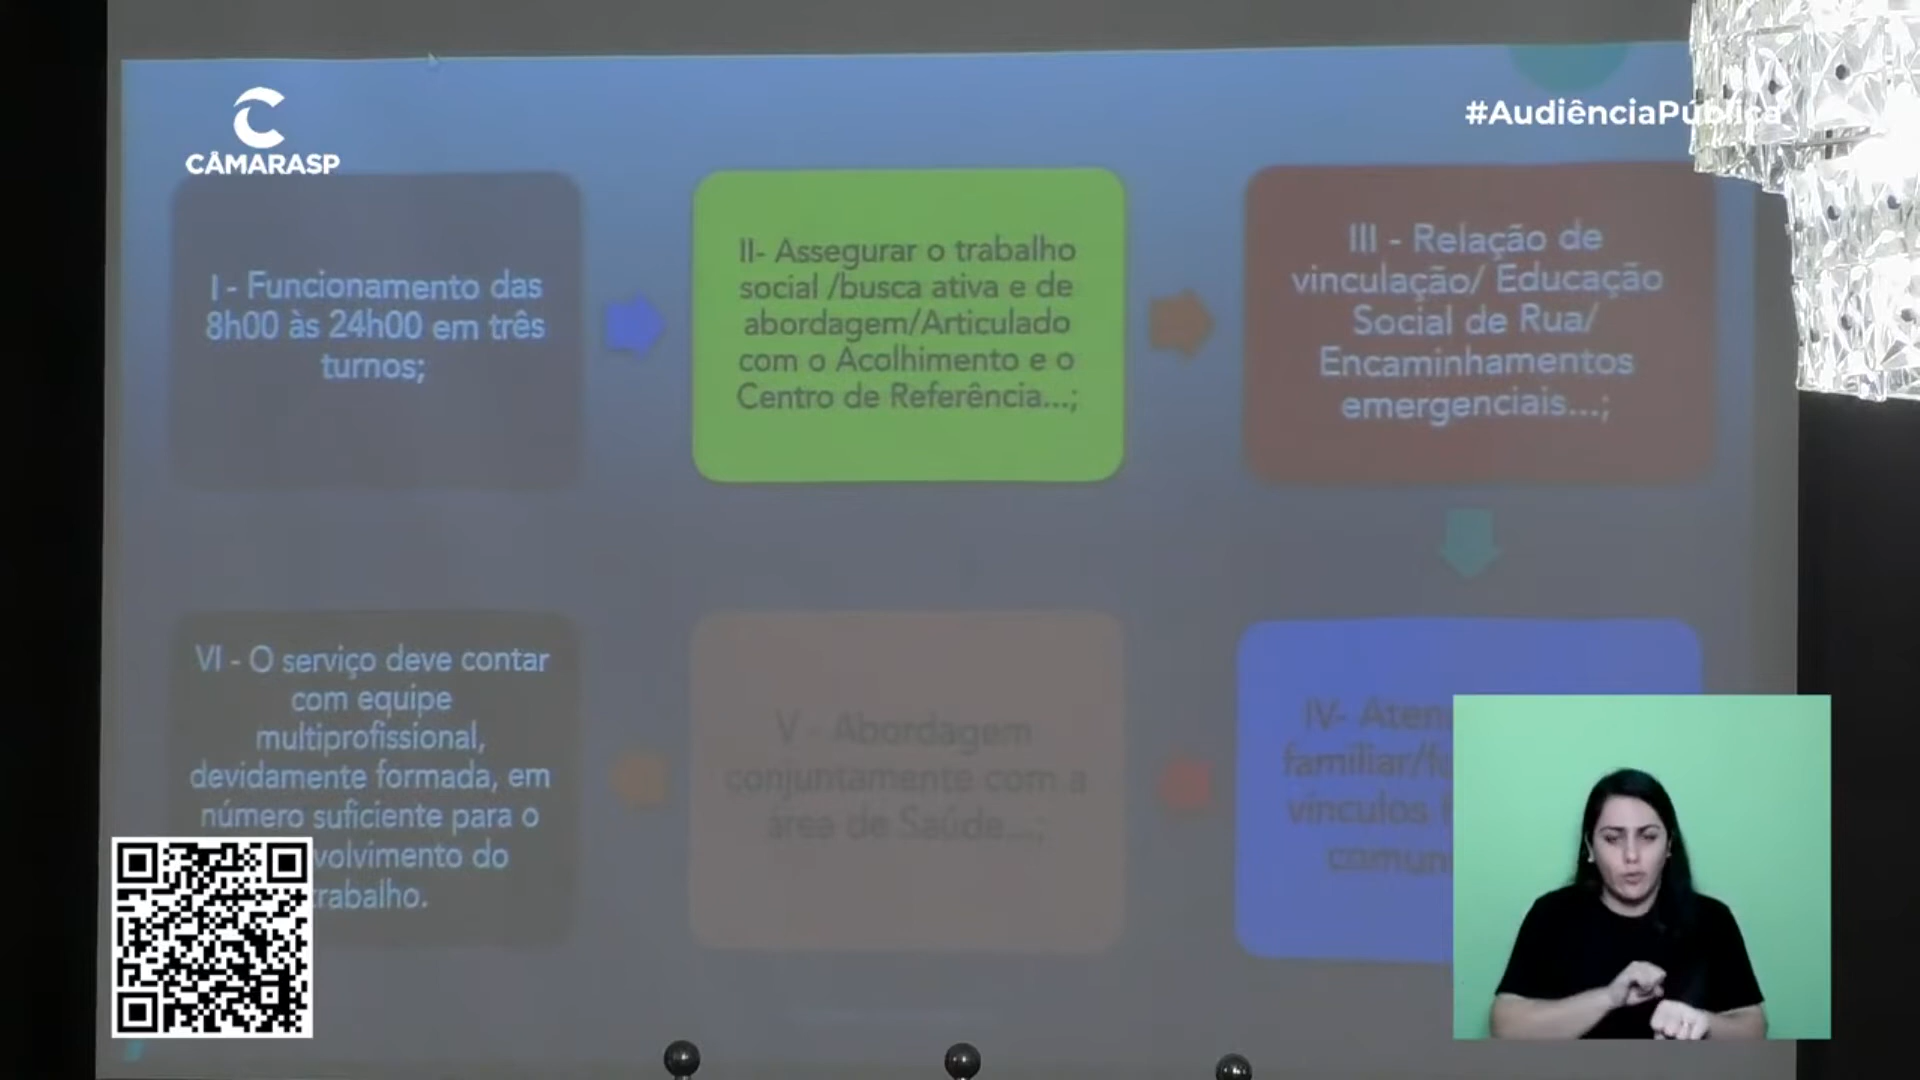 CÂMARASP
#AudiênciaPública
I - Funcionamento das
8h00 às 24h00 em três
turnos;
II- Assegurar o trabalho
social /busca ativa e de
abordagem/Articulado
com o Acolhimento e o
Centro de Referência...;
III - Relação de
vinculação/ Educação
Social de Rua/
Encaminhamentos
emergenciais...;
IV-
familiar/
vínculos
V - Abordagem
conjuntamente com a
área de Saúde...;
VI - O serviço deve contar
com equipe
multiprofissional,
devidamente formada, em
número suficiente para o
volvimento do
trabalho.